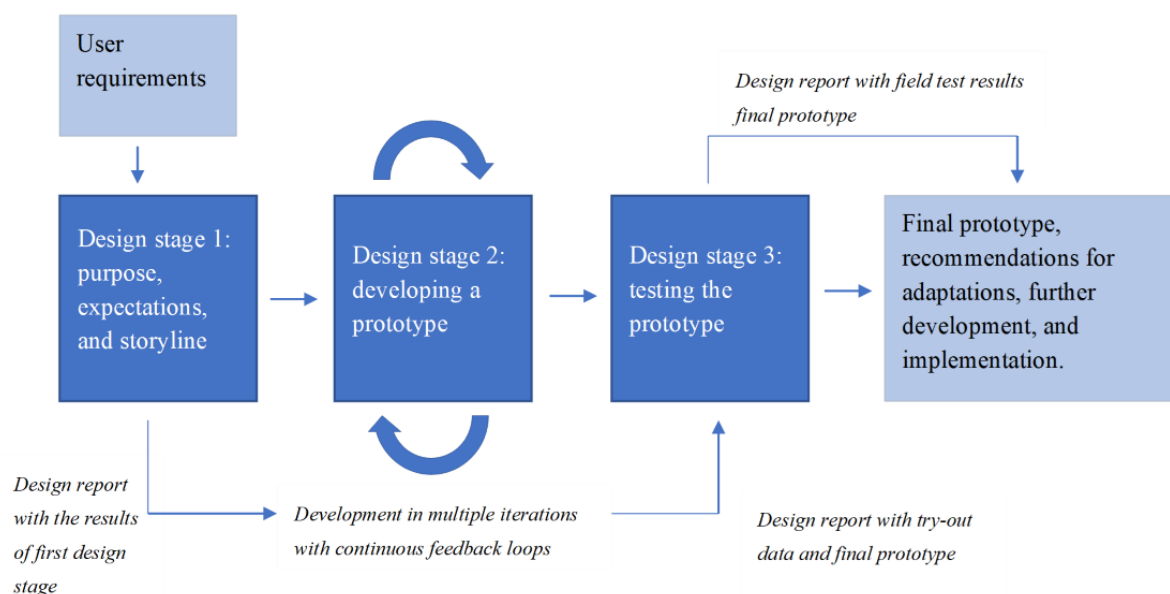 User
requirements
Design report with field test results
final prototype
Design stage 1:
purpose,
expectations,
and storyline
Design stage 2:
developing a
prototype
Design stage 3:
testing the
prototype
Final prototype,
recommendations for
adaptations, further
development, and
implementation.
Design report
with the results
of first design
stage
Development in multiple iterations
with continuous feedback loops
Design report with try-out
data and final prototype